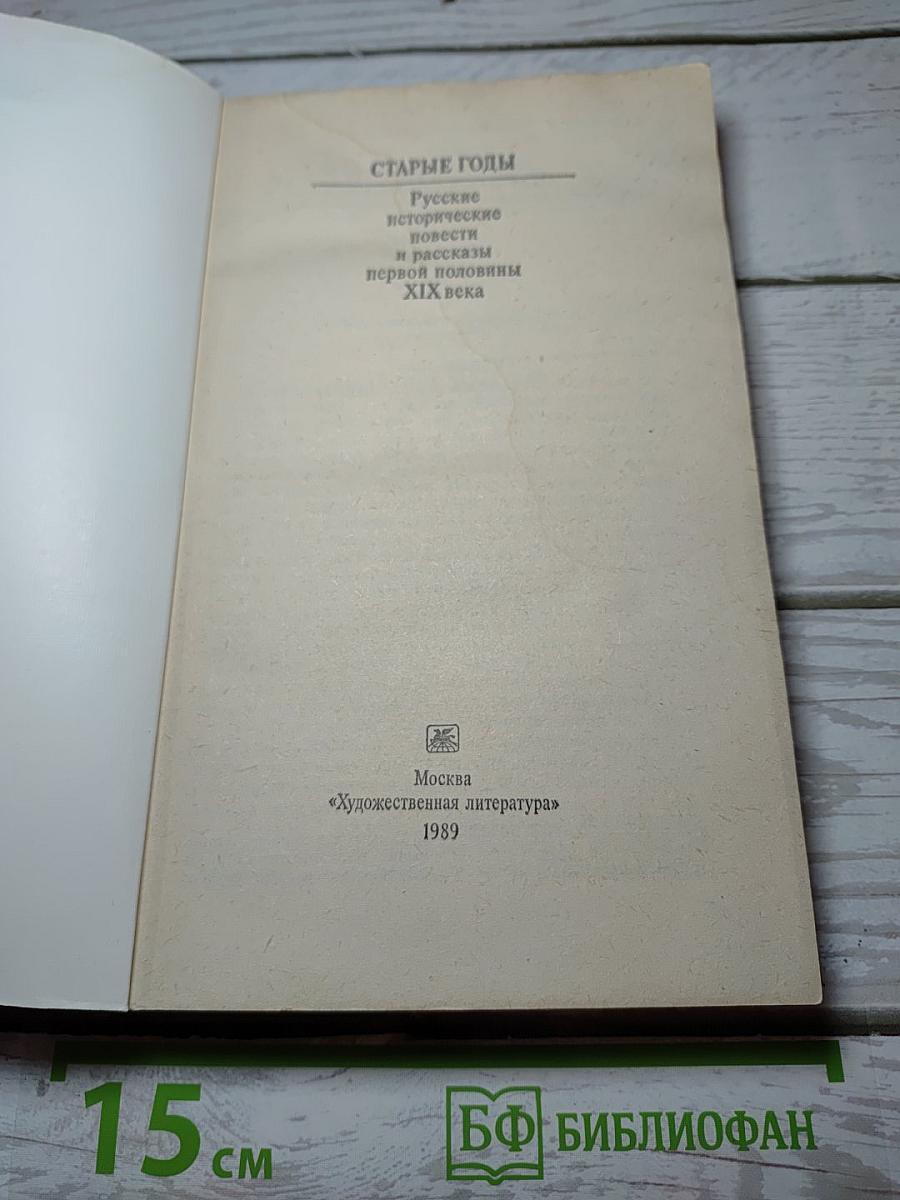 СТАРЫЕ ГОДЫ
Русские
исторические
повести
и рассказы
первой половины
XIX века
Москва
«Художественная литература»
1989
15 см
БФ БИБЛИОФАН